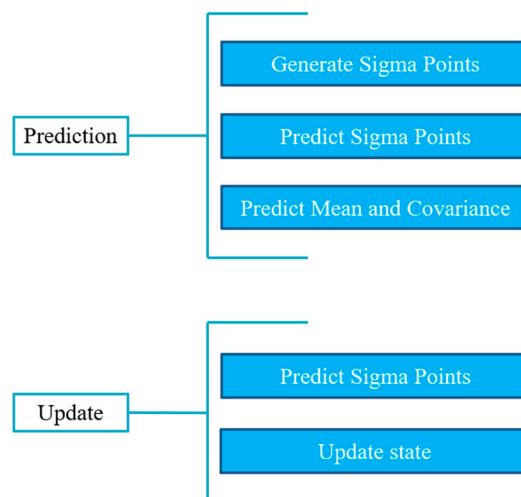 Generate Sigma Points
Prediction
Predict Sigma Points
Predict Mean and Covariance
Predict Sigma Points
Update
Update state